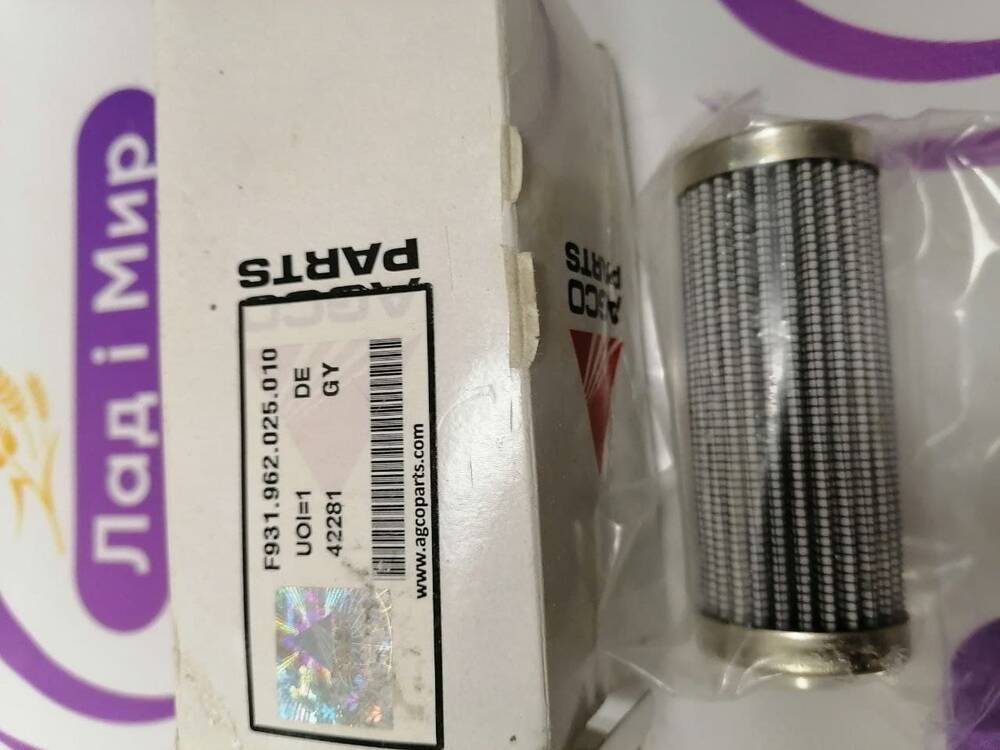 Лад і Мир
AGCO
PARTS
F931.962.025.010
UOI=1 DE
42281 GY
www.agcoparts.com
AGCO
PARTS